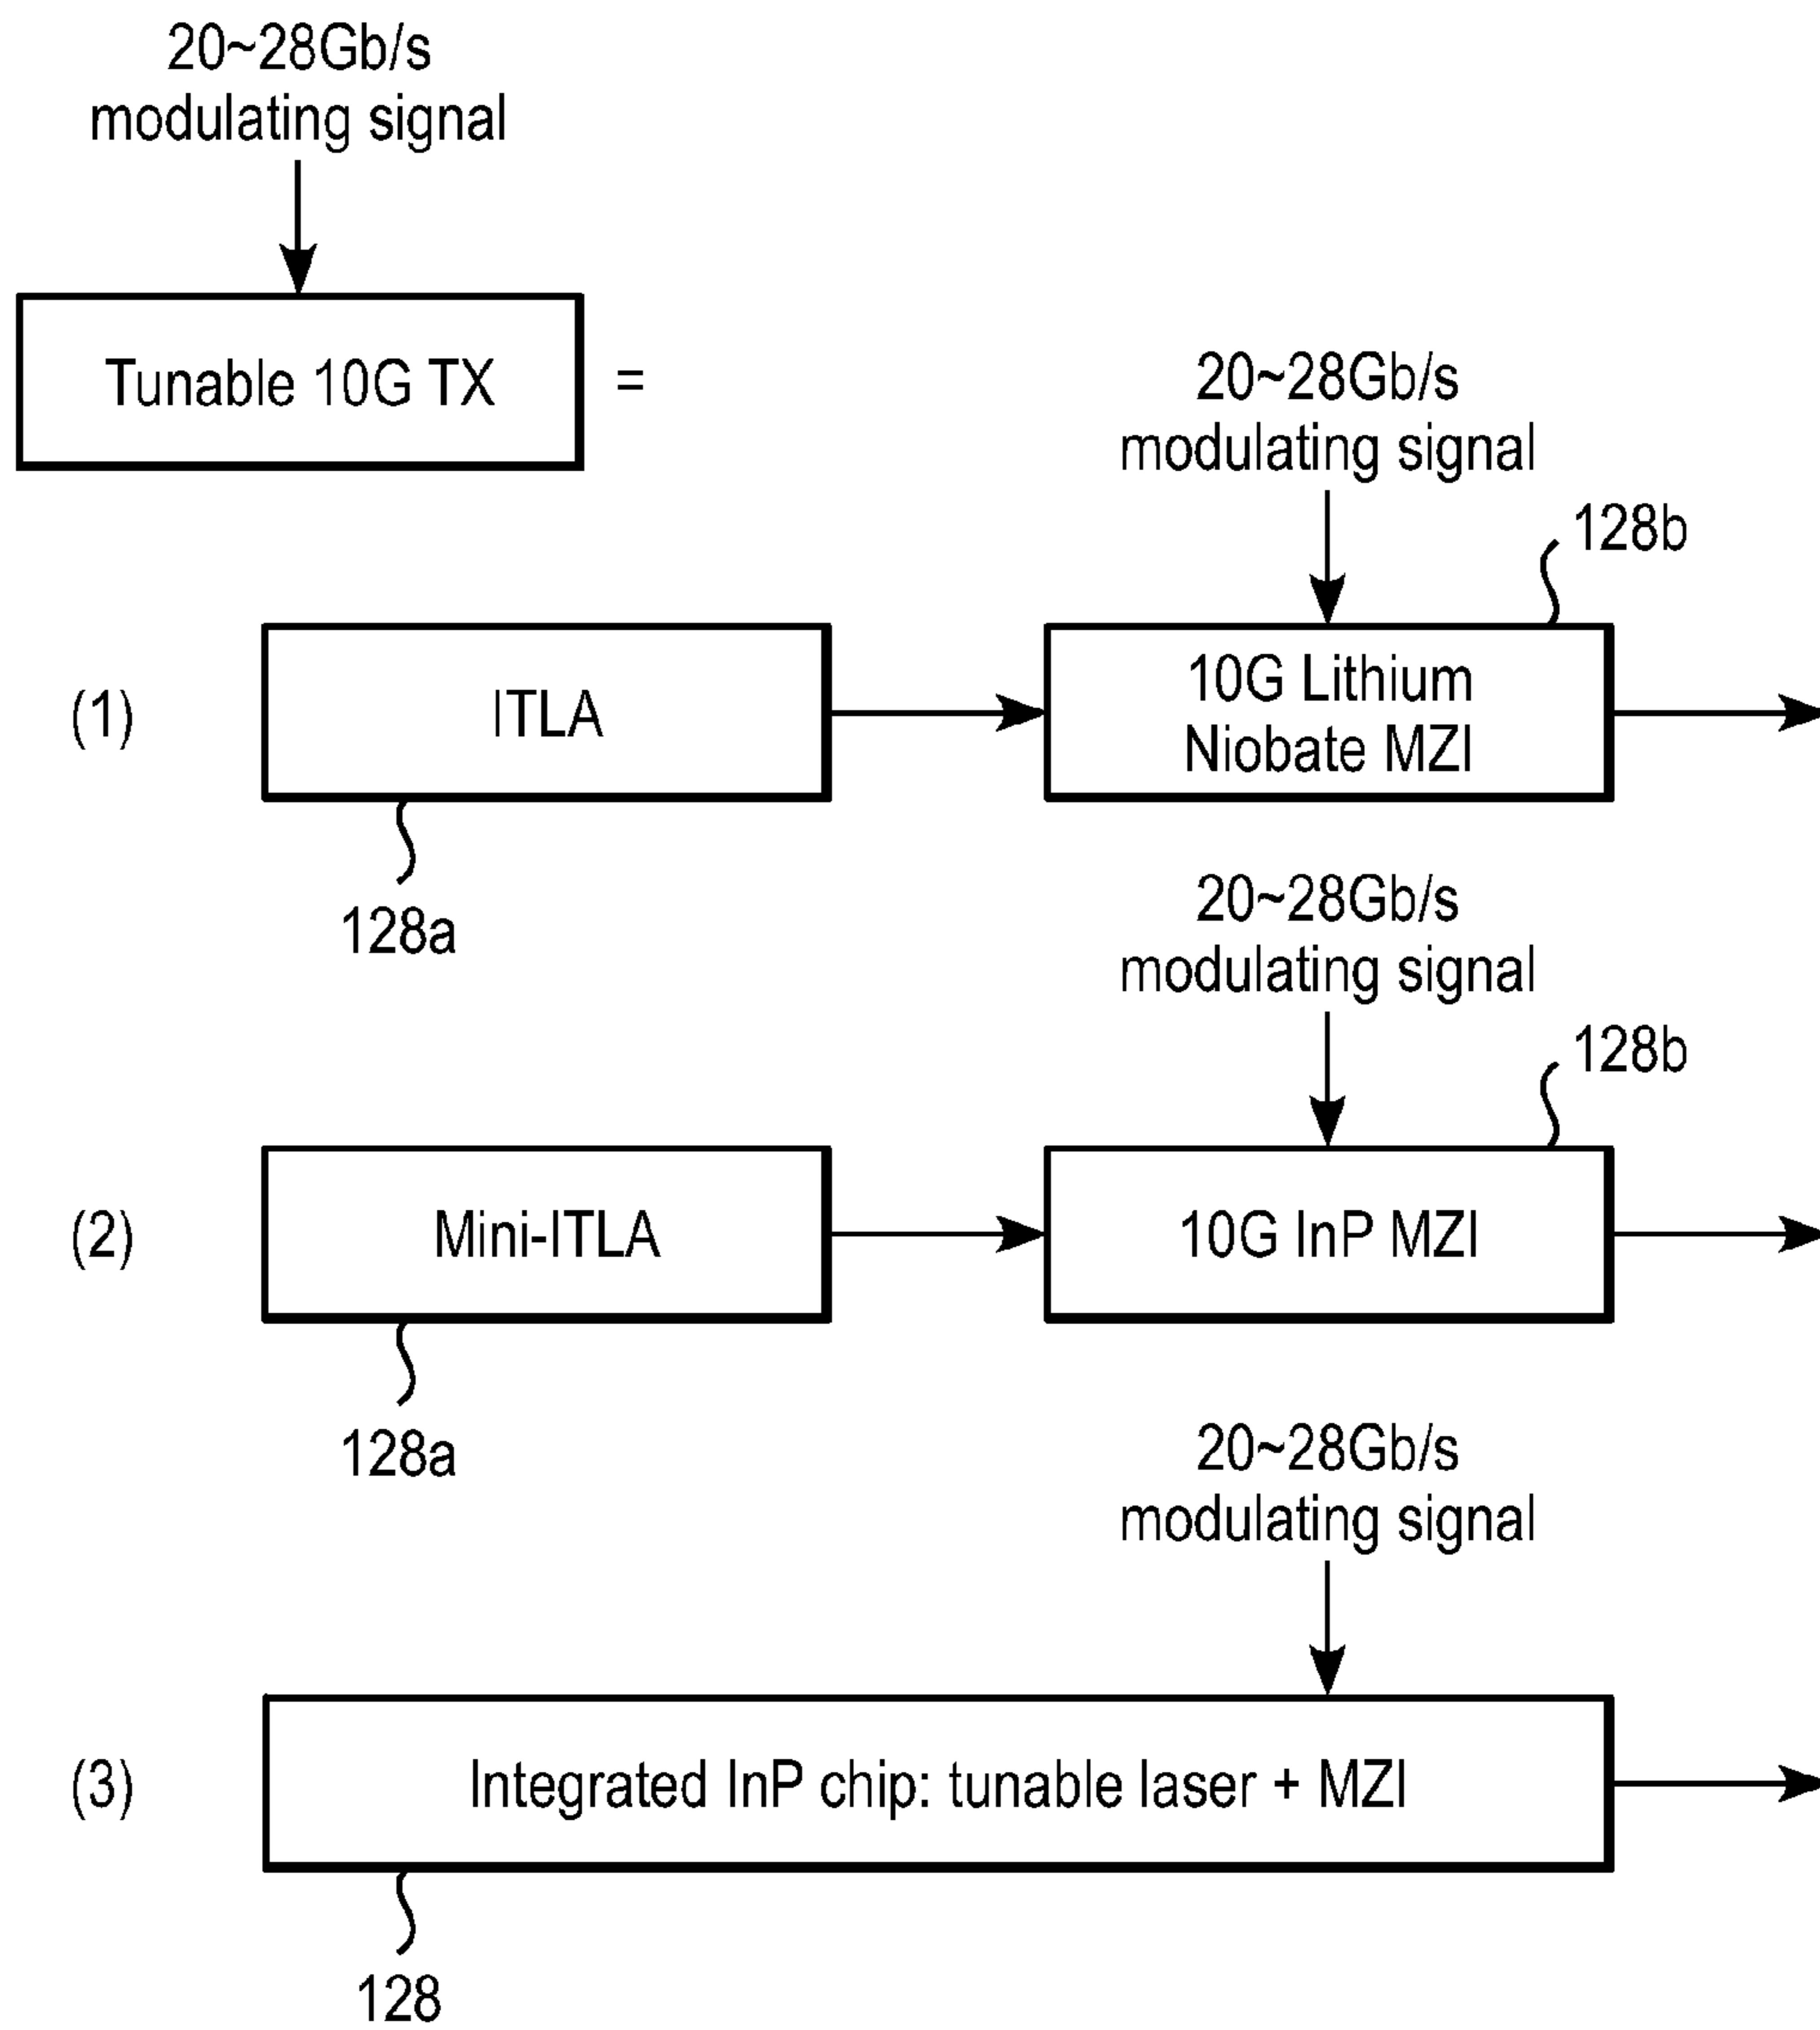 20~28Gb/s
modulating signal
Tunable 10G TX
=
20~28Gb/s
modulating signal
128b
(1)
ITLA
10G Lithium
Niobate MZI
128a
20~28Gb/s
modulating signal
128b
(2)
Mini-ITLA
10G InP MZI
128a
20~28Gb/s
modulating signal
(3)
Integrated InP chip: tunable laser + MZI
128